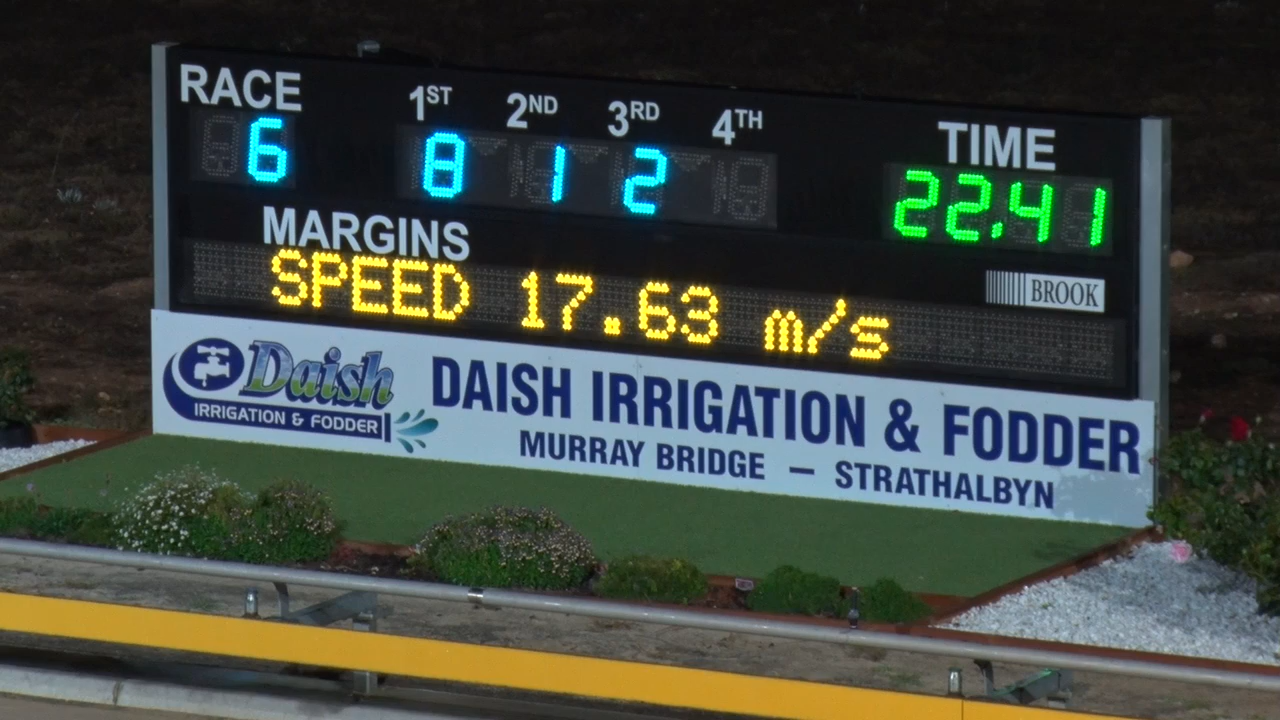 RACE 1ST 2ND 3RD 4TH TIME
6 8 1 2 22.41
MARGINS
SPEED 17.63 m/s
BROOK
Daish
IRRIGATION & FODDER
DAISH IRRIGATION & FODDER
MURRAY BRIDGE — STRATHALBYN